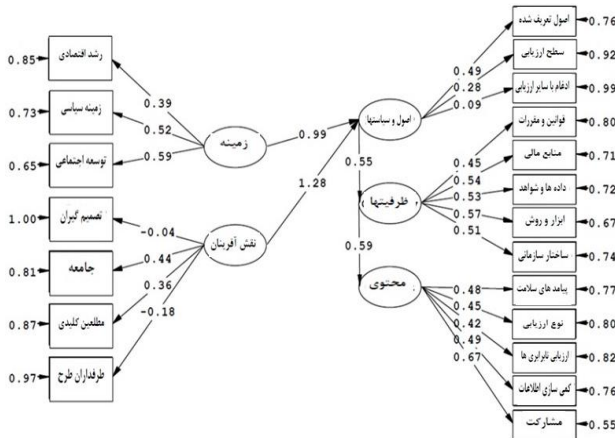 0.85 رشد اقتصادی
0.73 زمینه سیاسی
0.65 توسعه اجتماعی
1.00 تصمیم گیران
0.81 جامعه
0.87 مطلعین کلیدی
0.97 طرفداران طرح
0.39
0.52
0.59
زمینه
-0.04
0.44
0.36
-0.18
نقش آفرینان
0.99
1.28
اصول و سیاستها
0.55
ظرفیتها
0.59
محتوی
0.49
0.28
0.09
0.45
0.54
0.53
0.57
0.51
0.48
0.45
0.42
0.49
0.67
اصول تعریف شده 0.76
سطح ارزیابی 0.92
ادغام با سایر ارزیابی 0.99
قوانین و مقررات 0.80
منابع مالی 0.71
داده ها و شواهد 0.72
ابزار و روش 0.67
ساختار سازمانی 0.74
پیامد های سلامت 0.77
نوع ارزیابی 0.80
ارزیابی نابرابری ها 0.82
کمی سازی اطلاعات 0.76
مشارکت 0.55